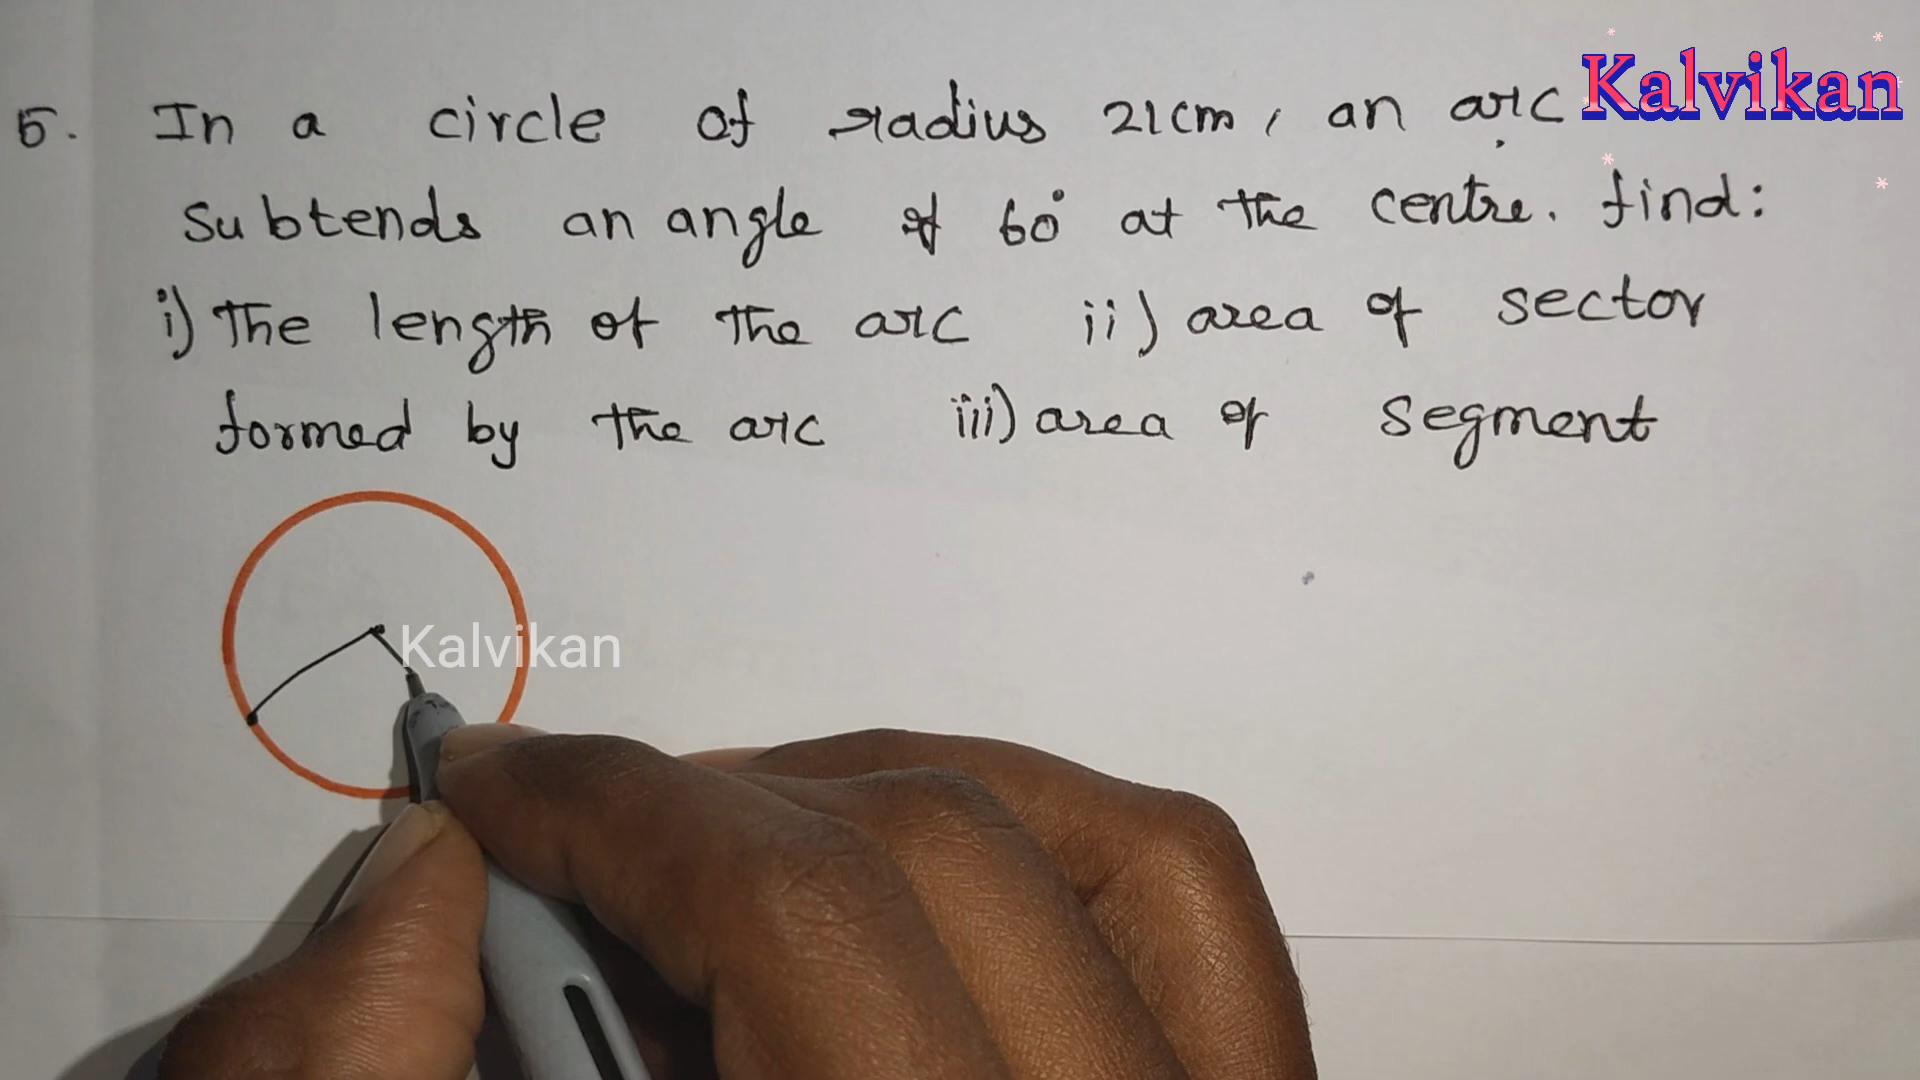 Kalvikan
5. In a circle of radius 21cm, an arc
subtends an angle of 60° at the centre. find:
i) The length of the arc ii) area of sector
formed by the arc iii) area of segment
Kalvikan